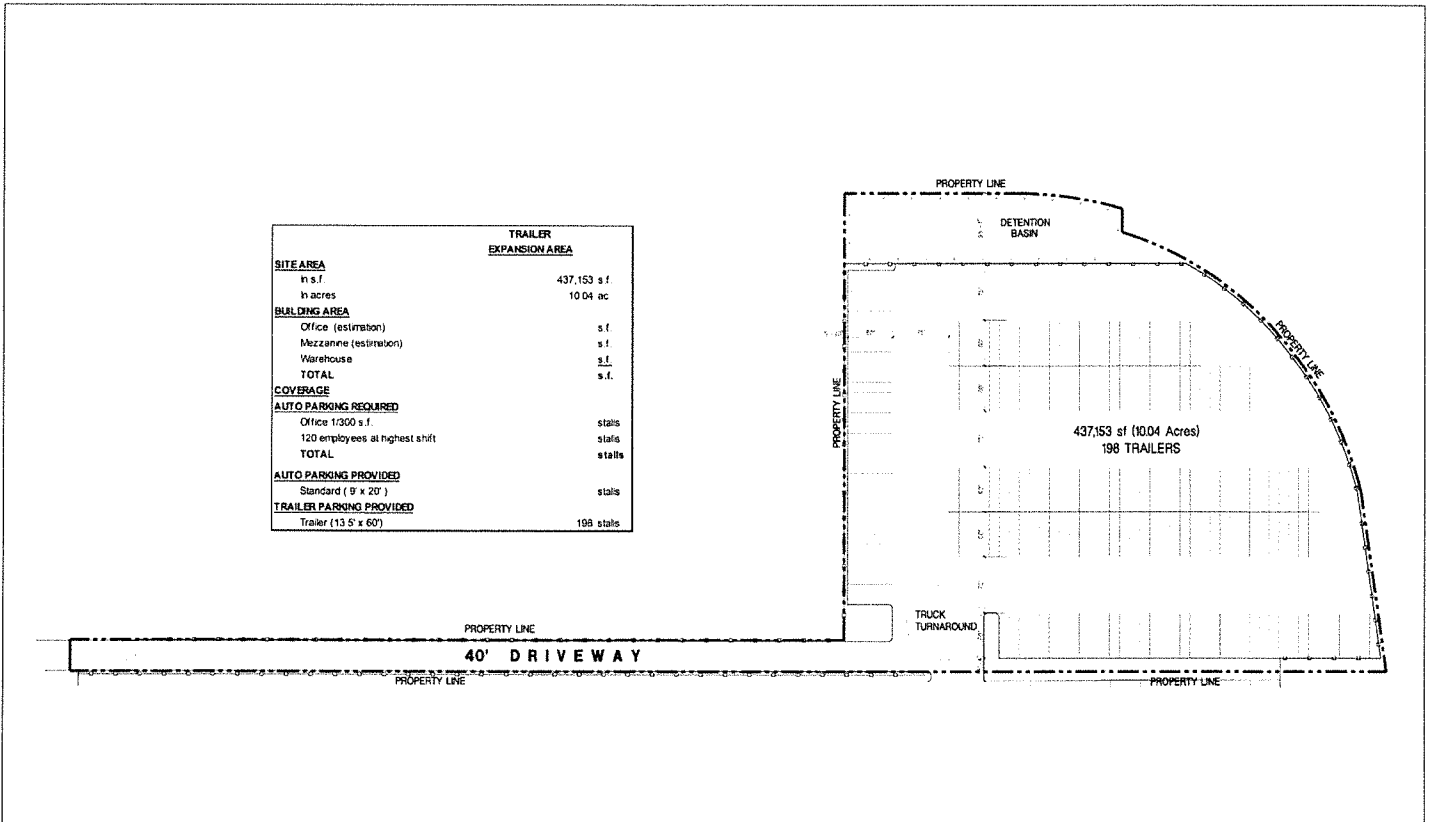 TRAILER
EXPANSION AREA
SITE AREA
In s.f. 437,153 s.f.
In acres 10.04 ac
BUILDING AREA
Office (estimation) s.f.
Mezzanine (estimation) s.f.
Warehouse s.f.
TOTAL s.f.
COVERAGE
AUTO PARKING REQUIRED
Office 1/300 s.f. stalls
120 employees at highest shift stalls
TOTAL stalls
AUTO PARKING PROVIDED
Standard ( 9' x 20' ) stalls
TRAILER PARKING PROVIDED
Trailer (13.5' x 60') 198 stalls
PROPERTY LINE
DETENTION
BASIN
PROPERTY LINE
PROPERTY LINE
437,153 sf (10.04 Acres)
198 TRAILERS
TRUCK
TURNAROUND
PROPERTY LINE
40' DRIVEWAY
PROPERTY LINE
PROPERTY LINE